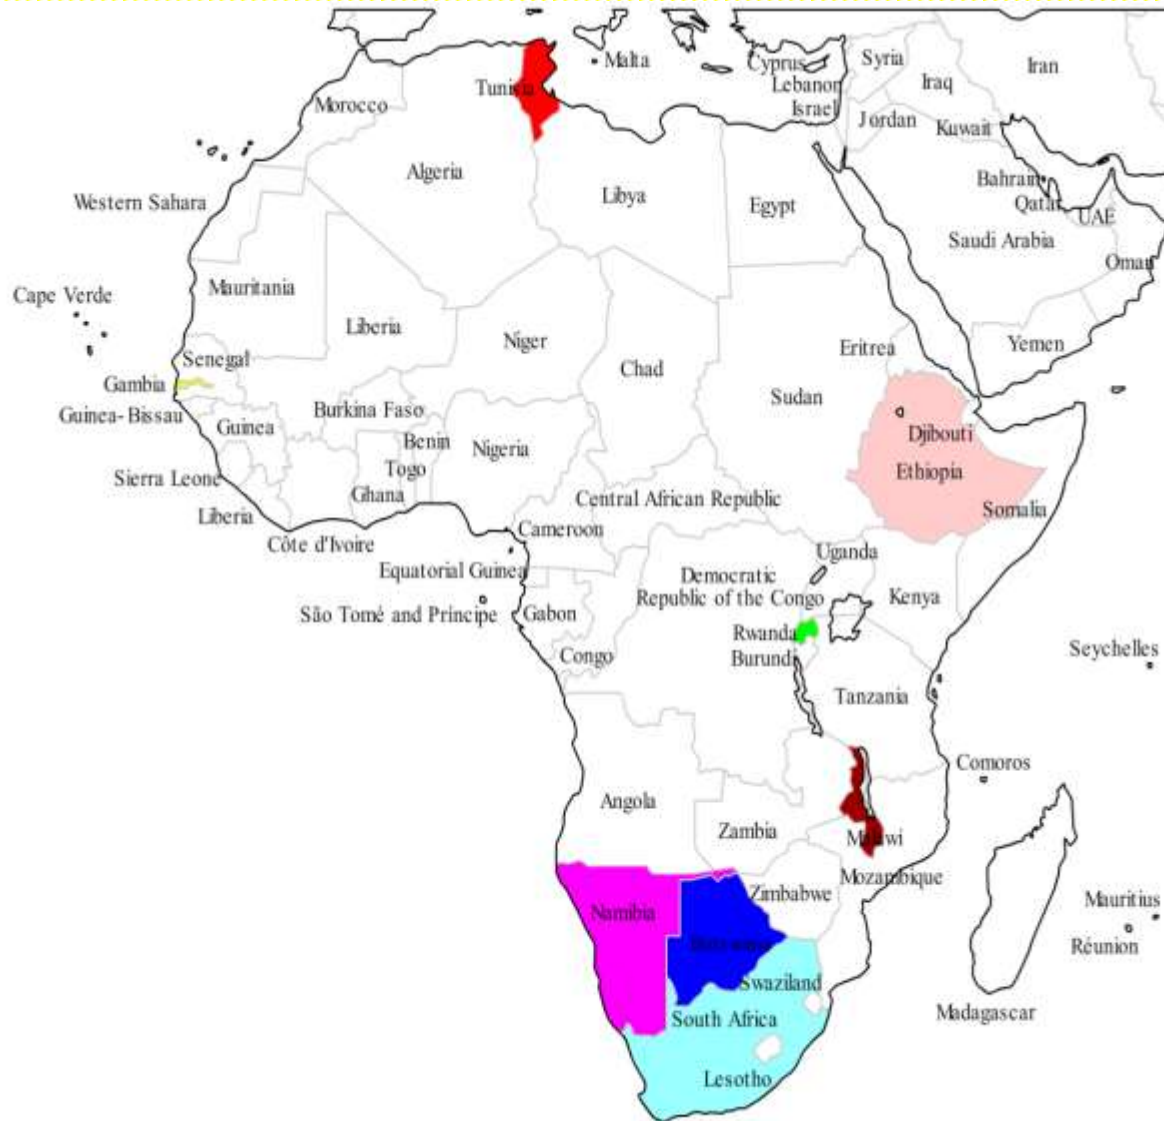 Malta
Cyprus
Syria
Iran
Lebanon
Iraq
Tunisia
Israel
Morocco
Jordan
Kuwait
Algeria
Bahrain
Libya
Egypt
Qatar
UAE
Western Sahara
Saudi Arabia
Oman
Mauritania
Cape Verde
Liberia
Niger
Eritrea
Yemen
Senegal
Chad
Gambia
Sudan
Guinea-Bissau
Burkina Faso
Guinea
Benin
Nigeria
Djibouti
Togo
Ethiopia
Sierra Leone
Ghana
Central African Republic
Somalia
Liberia
Cameroon
Côte d'Ivoire
Uganda
Equatorial Guinea
Democratic
Republic of the Congo
Kenya
São Tomé and Príncipe
Gabon
Rwanda
Seychelles
Congo
Burundi
Tanzania
Comoros
Angola
Zambia
Malawi
Mozambique
Zimbabwe
Mauritius
Namibia
Botswana
Réunion
Swaziland
South Africa
Madagascar
Lesotho